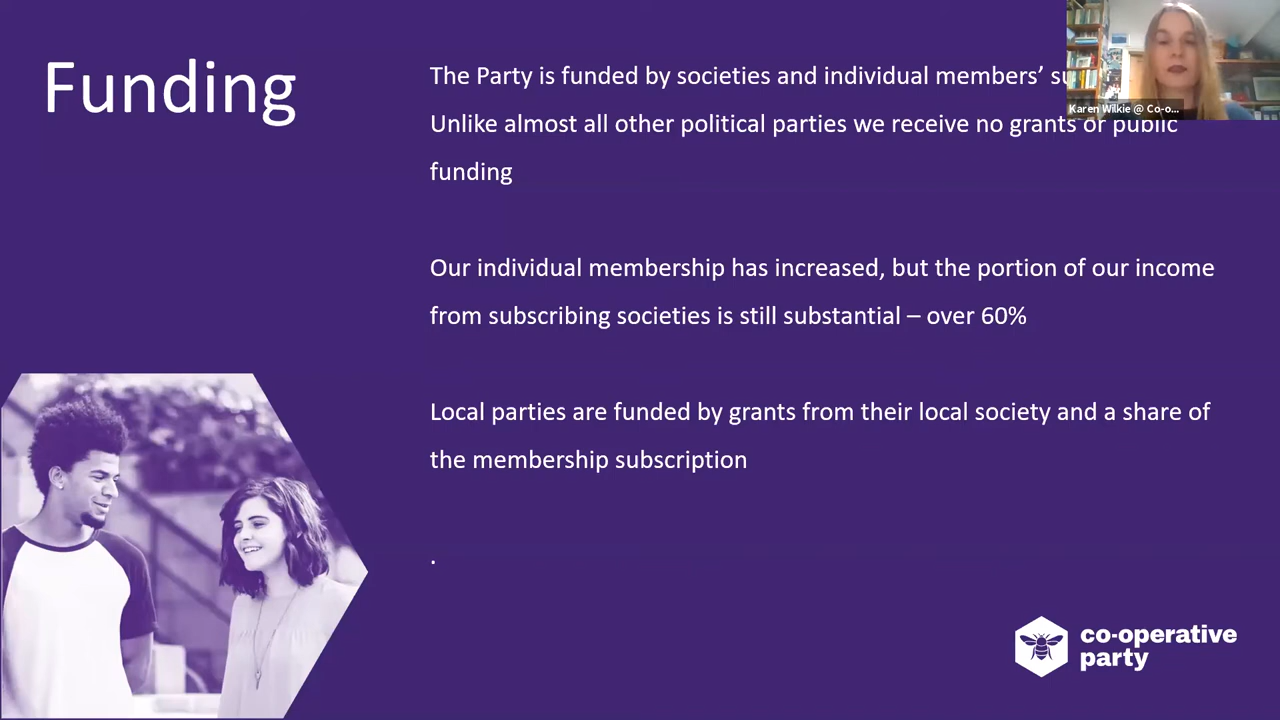 Funding
The Party is funded by societies and individual members’
Unlike almost all other political parties we receive no grants or public
funding
Our individual membership has increased, but the portion of our income
from subscribing societies is still substantial – over 60%
Local parties are funded by grants from their local society and a share of
the membership subscription
.
Karen Wilkie @ Co-o...
co-operative
party